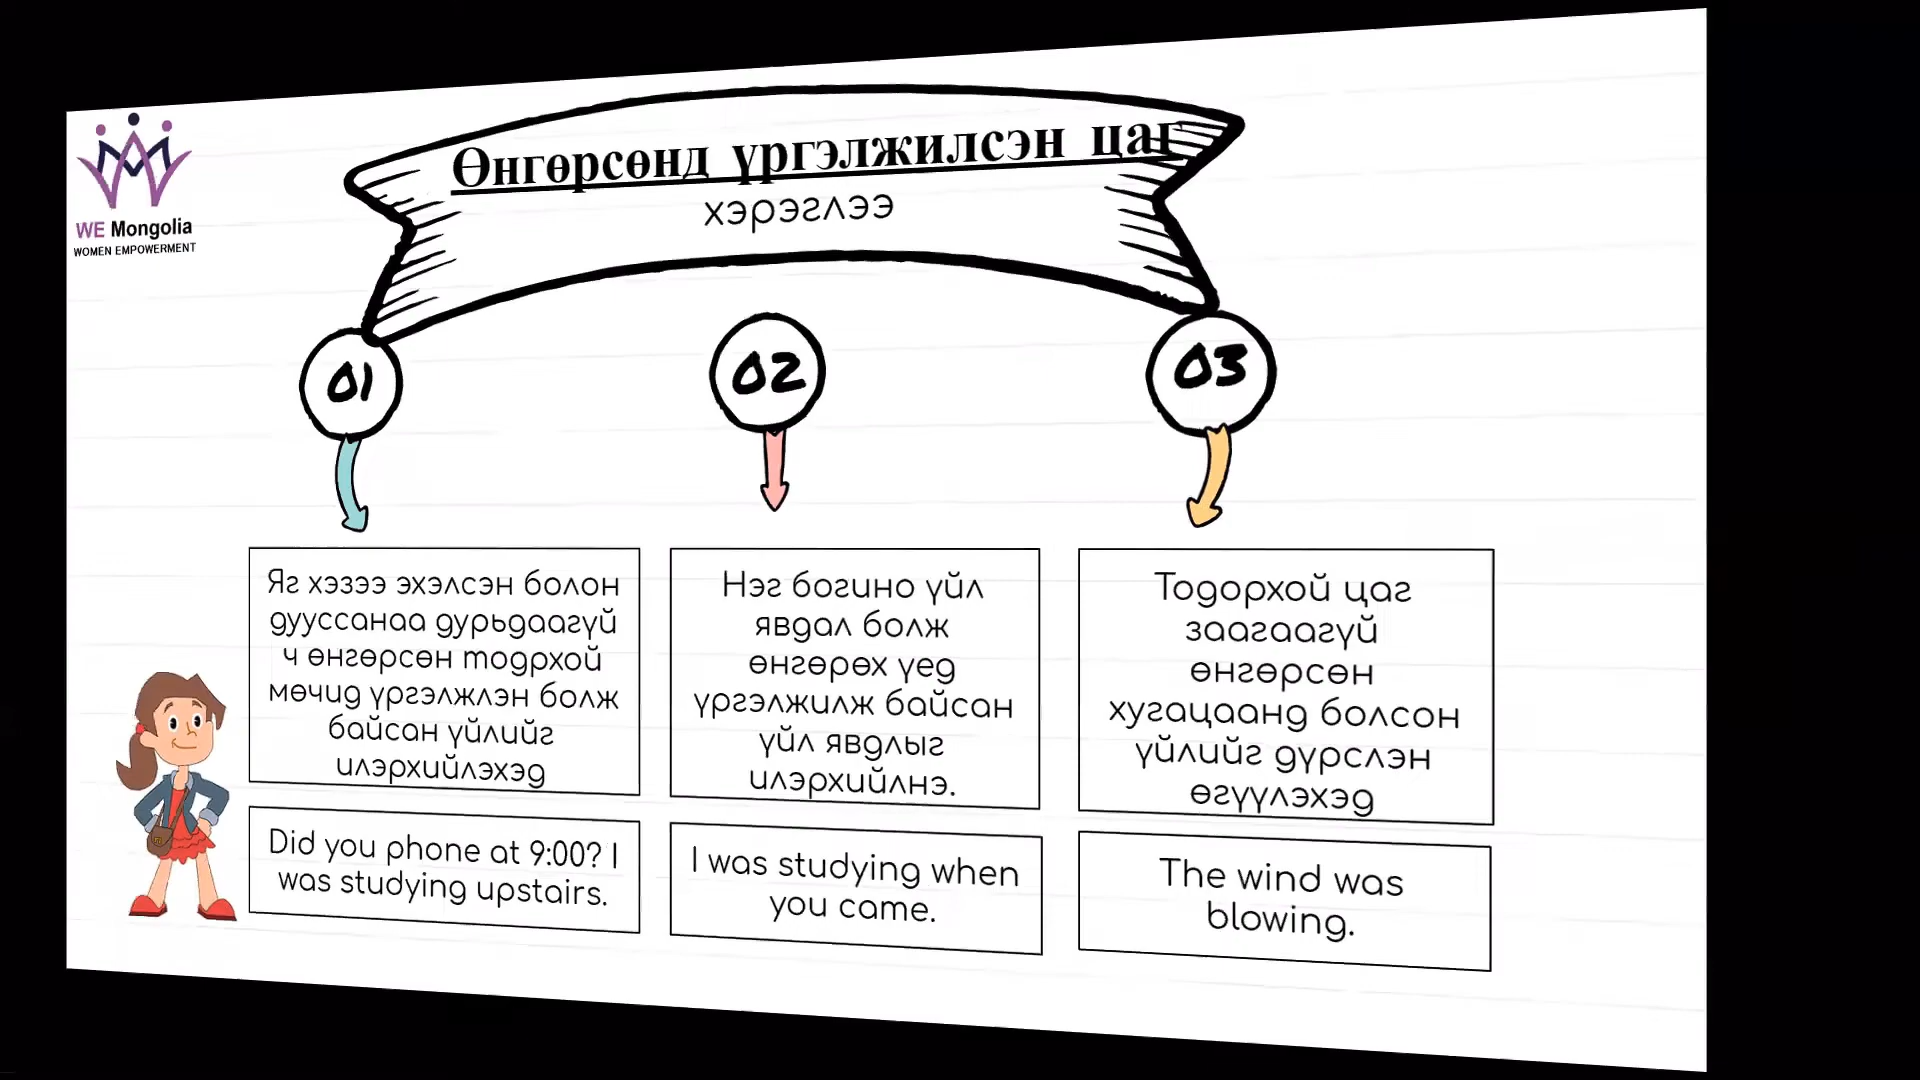 WE Mongolia
WOMEN EMPOWERMENT
Өнгөрсөнд үргэлжилсэн цаг
хэрэглээ
01
02
03
Яг хэзээ эхэлсэн болон
дууссанаа дурьдаагүй
ч өнгөрсөн тодрхой
мөчид үргэлжлэн болж
байсан үйлийг
илэрхийлэхэд
Нэг богино үйл
явдал болж
өнгөрөх үед
үргэлжилж байсан
үйл явдлыг
илэрхийлнэ.
Тодорхой цаг
заагаагүй
өнгөрсөн
хугацаанд болсон
үйлийг дүрслэн
өгүүлэхэд
Did you phone at 9:00? I
was studying upstairs.
I was studying when
you came.
The wind was
blowing.